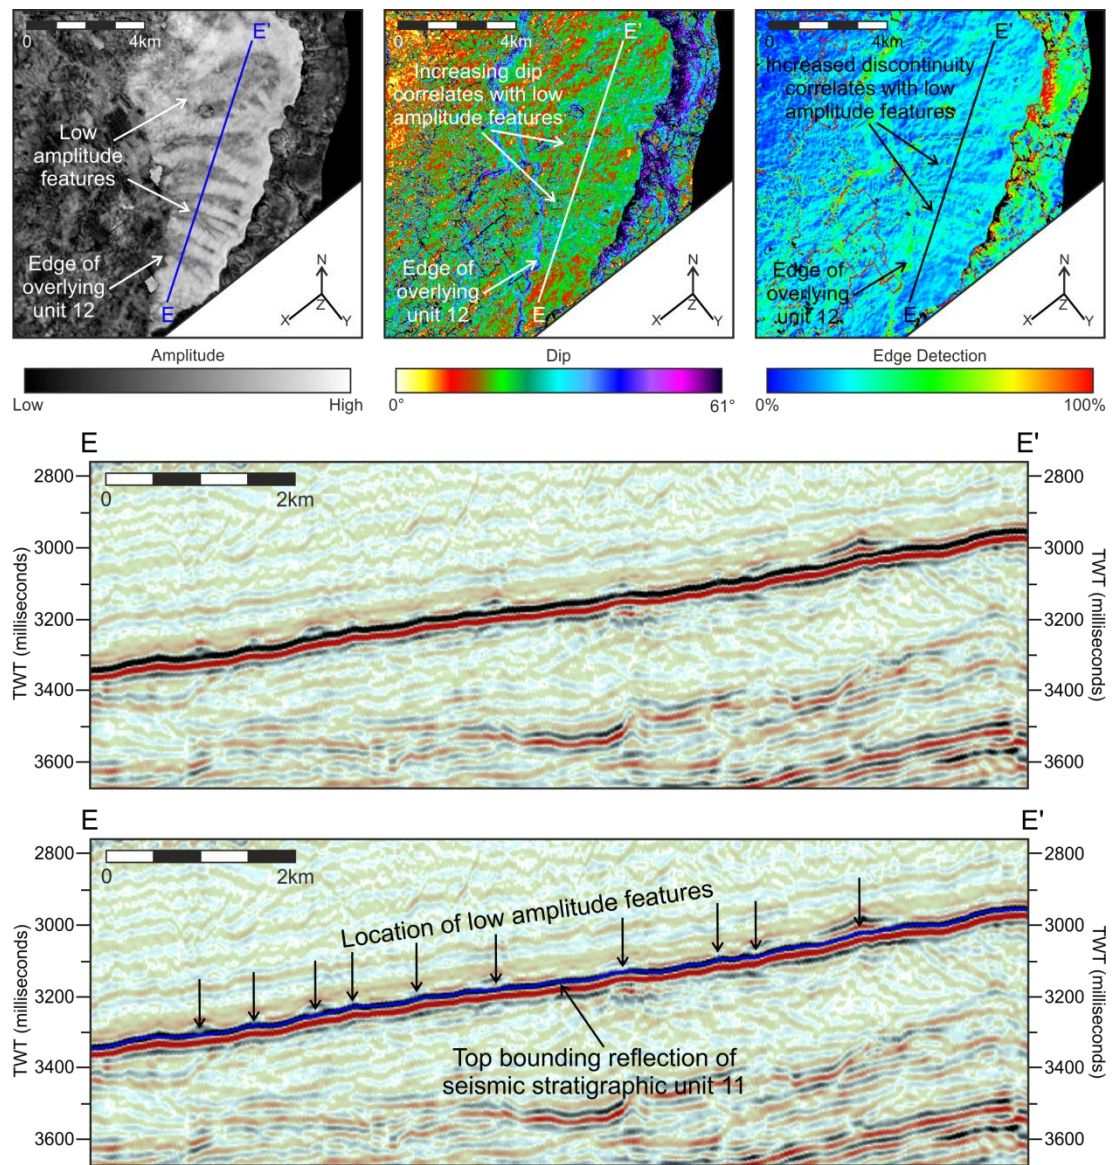 0 4km
E'
Low
amplitude
features
Edge of
overlying
unit 12
E
N
Z
X Y
Amplitude
Low High
0 4km
E'
Increasing dip
correlates with low
amplitude features
Edge of
overlying
unit 12
E
N
Z
X Y
Dip
0° 61°
0 4km
E'
Increased discontinuity
correlates with low
amplitude features
Edge of
overlying
unit 12
E
N
Z
X Y
Edge Detection
0% 100%
E E'
0 2km
TWT (milliseconds)
2800
3000
3200
3400
3600
2800
3000
3200
3400
3600
TWT (milliseconds)
E E'
0 2km
TWT (milliseconds)
2800
3000
3200
3400
3600
Location of low amplitude features
Top bounding reflection of
seismic stratigraphic unit 11
2800
3000
3200
3400
3600
TWT (milliseconds)